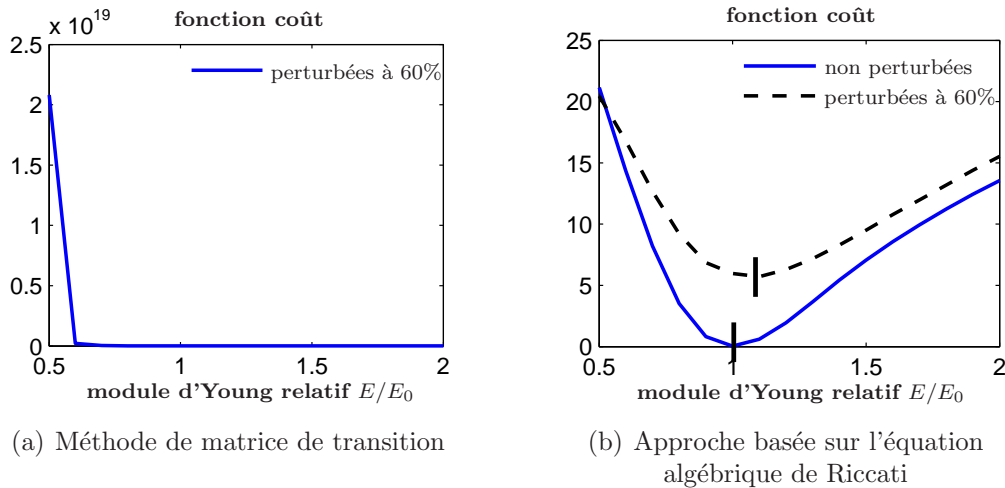 fonction coût
x 10^19
2.5
2
1.5
1
0.5
0
perturbées à 60%
0.5 1 1.5 2
module d'Young relatif E/E_0
(a) Méthode de matrice de transition
fonction coût
25
20
15
10
5
0
non perturbées
perturbées à 60%
0.5 1 1.5 2
module d'Young relatif E/E_0
(b) Approche basée sur l'équation
algébrique de Riccati